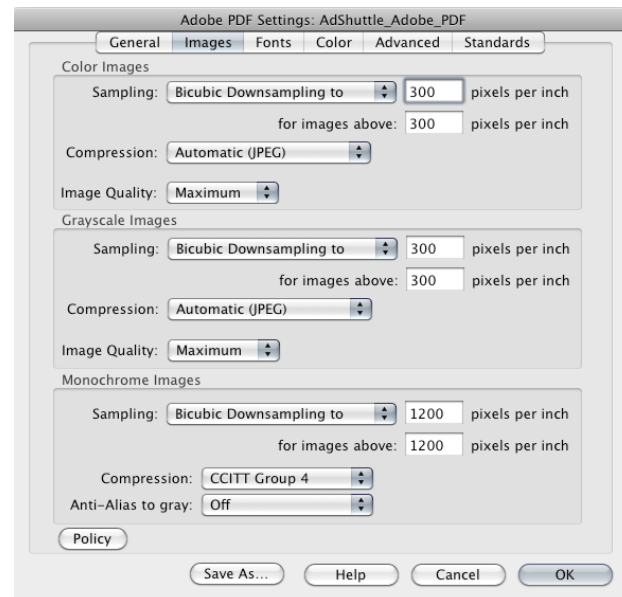 Adobe PDF Settings: AdShuttle_Adobe_PDF
General Images Fonts Color Advanced Standards
Color Images
Sampling: Bicubic Downsampling to 300 pixels per inch
for images above: 300 pixels per inch
Compression: Automatic (JPEG)
Image Quality: Maximum
Grayscale Images
Sampling: Bicubic Downsampling to 300 pixels per inch
for images above: 300 pixels per inch
Compression: Automatic (JPEG)
Image Quality: Maximum
Monochrome Images
Sampling: Bicubic Downsampling to 1200 pixels per inch
for images above: 1200 pixels per inch
Compression: CCITT Group 4
Anti-Alias to gray: Off
Policy
Save As... Help Cancel OK